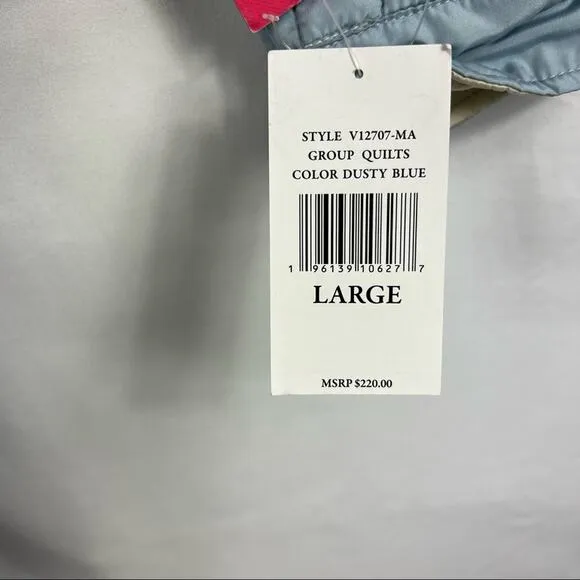 STYLE V12707-MA
GROUP QUILTS
COLOR DUSTY BLUE
1 96139 10627 7
LARGE
MSRP $220.00